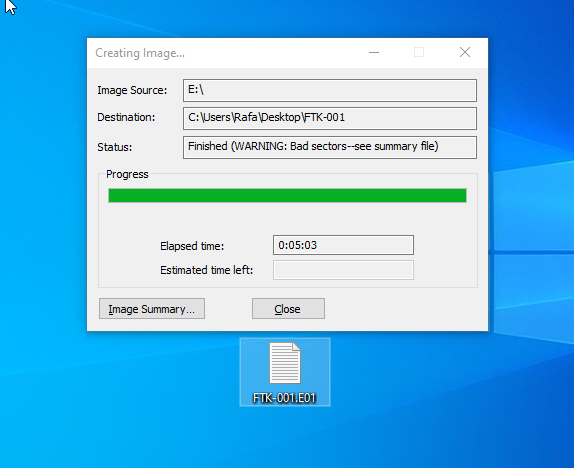 Creating Image...
Image Source: E:\
Destination: C:\Users\Rafa\Desktop\FTK-001
Status: Finished (WARNING: Bad sectors--see summary file)
Progress
Elapsed time: 0:05:03
Estimated time left:
Image Summary... Close
FTK-001.E01